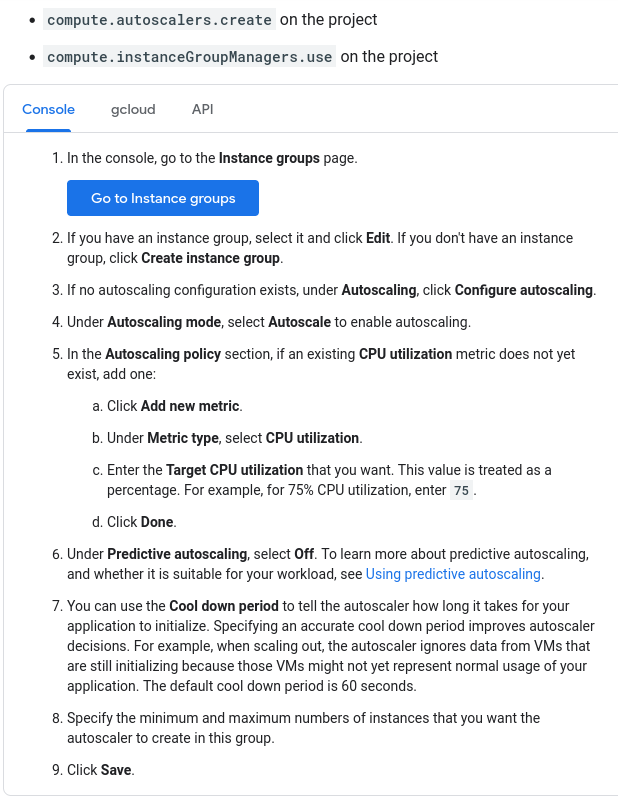 • compute.autoscalers.create on the project
• compute.instanceGroupManagers.use on the project
Console gcloud API
1. In the console, go to the Instance groups page.
Go to Instance groups
2. If you have an instance group, select it and click Edit. If you don't have an instance
group, click Create instance group.
3. If no autoscaling configuration exists, under Autoscaling, click Configure autoscaling.
4. Under Autoscaling mode, select Autoscale to enable autoscaling.
5. In the Autoscaling policy section, if an existing CPU utilization metric does not yet
exist, add one:
a. Click Add new metric.
b. Under Metric type, select CPU utilization.
c. Enter the Target CPU utilization that you want. This value is treated as a
percentage. For example, for 75% CPU utilization, enter 75.
d. Click Done.
6. Under Predictive autoscaling, select Off. To learn more about predictive autoscaling,
and whether it is suitable for your workload, see Using predictive autoscaling.
7. You can use the Cool down period to tell the autoscaler how long it takes for your
application to initialize. Specifying an accurate cool down period improves autoscaler
decisions. For example, when scaling out, the autoscaler ignores data from VMs that
are still initializing because those VMs might not yet represent normal usage of your
application. The default cool down period is 60 seconds.
8. Specify the minimum and maximum numbers of instances that you want the
autoscaler to create in this group.
9. Click Save.